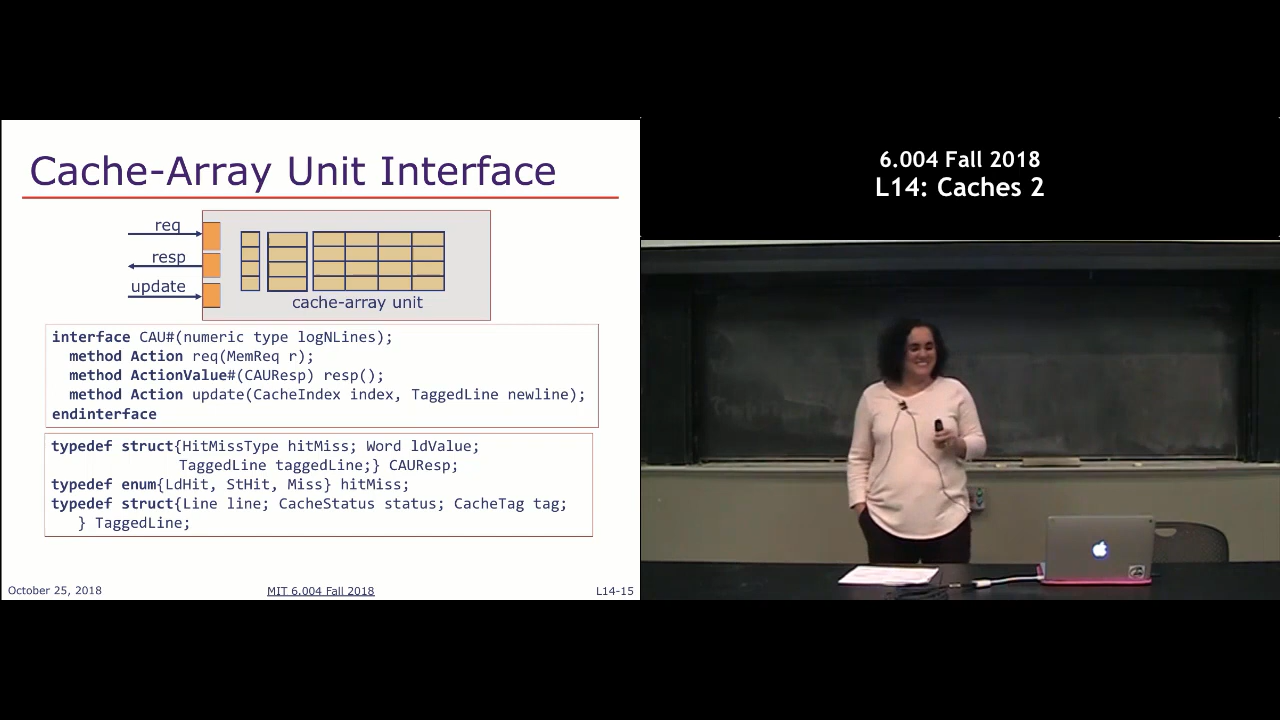 Cache-Array Unit Interface
req
resp
update
cache-array unit
interface CAU#(numeric type logNLines);
method Action req(MemReq r);
method ActionValue#(CAUResp) resp();
method Action update(CacheIndex index, TaggedLine newline);
endinterface
typedef struct{HitMissType hitMiss; Word ldValue;
TaggedLine taggedLine;} CAUResp;
typedef enum{LdHit, StHit, Miss} hitMiss;
typedef struct{Line line; CacheStatus status; CacheTag tag;
} TaggedLine;
October 25, 2018
MIT 6.004 Fall 2018
L14-15
6.004 Fall 2018
L14: Caches 2